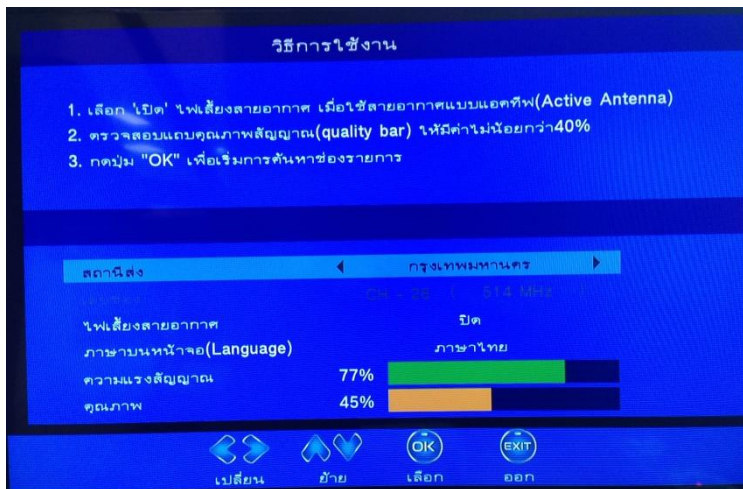 วิธีการใช้งาน
1. เลือก 'เปิด' ไฟเลี้ยงสายอากาศ เมื่อใช้สายอากาศแบบแอคทีฟ(Active Antenna)
2. ตรวจสอบแถบคุณภาพสัญญาณ(quality bar) ให้มีค่าไม่น้อยกว่า40%
3. กดปุ่ม "OK" เพื่อเริ่มการค้นหาช่องรายการ
สถานีส่ง กรุงเทพมหานคร
CH - 26 ( 514 MHz )
ไฟเลี้ยงสายอากาศ ปิด
ภาษาบนหน้าจอ(Language) ภาษาไทย
ความแรงสัญญาณ 77%
คุณภาพ 45%
OK EXIT
เปลี่ยน ย้าย เลือก ออก